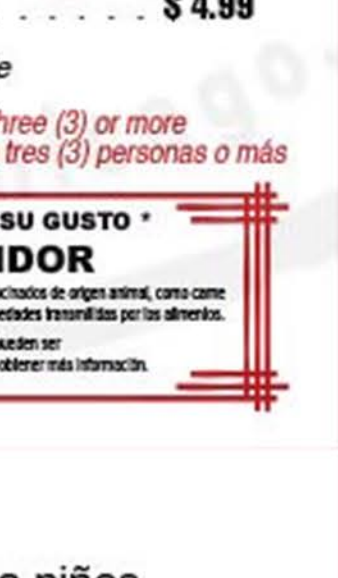 . . . . . . $ 4.99
e
hree (3) or more
tres (3) personas o más
SU GUSTO *
IDOR
ocinados de origen animal, como carne
edades transmitidas por los alimentos.
ueden ser
obtener más información.
niños